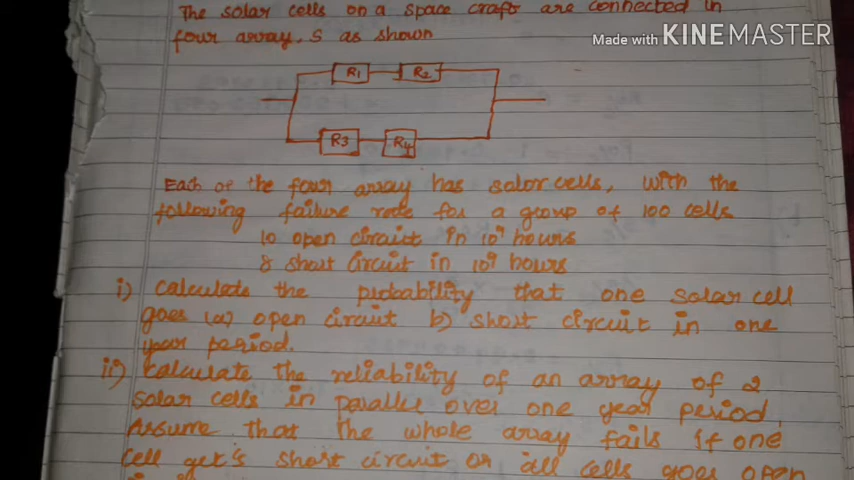 The solar cells on a space craft are connected in
four array, s as shown
Made with KINEMASTER
R1 R2
R3 R4
Each of the four array has solor cells, with the
following failure rate for a group of 100 cells
10 open circuit in 10⁹ hours
8 short circuit in 10⁹ hours
i) Calculate the probability that one solar cell
goes (a) open circuit b) short circuit in one
year period.
ii) Calculate the reliability of an array of 2
solar cells in parallel over one year period.
Assume that the whole array fails if one
cell get's short circuit or all cells goes open